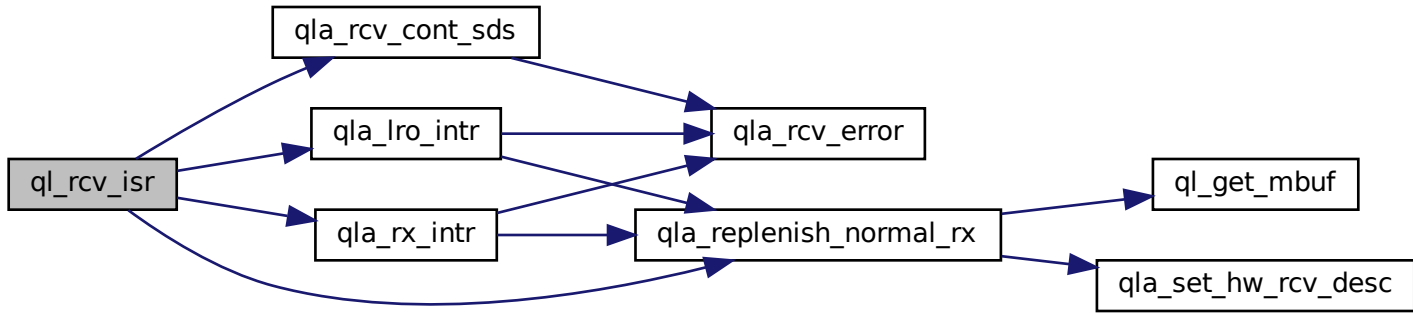 qla_rcv_cont_sds
qla_lro_intr
qla_rcv_error
ql_rcv_isr
ql_get_mbuf
qla_rx_intr
qla_replenish_normal_rx
qla_set_hw_rcv_desc